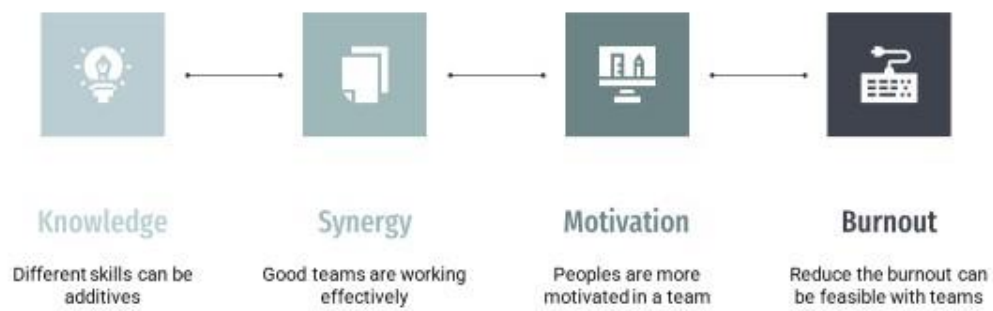 Knowledge
Different skills can be
additives
Synergy
Good teams are working
effectively
Motivation
Peoples are more
motivated in a team
Burnout
Reduce the burnout can
be feasible with teams